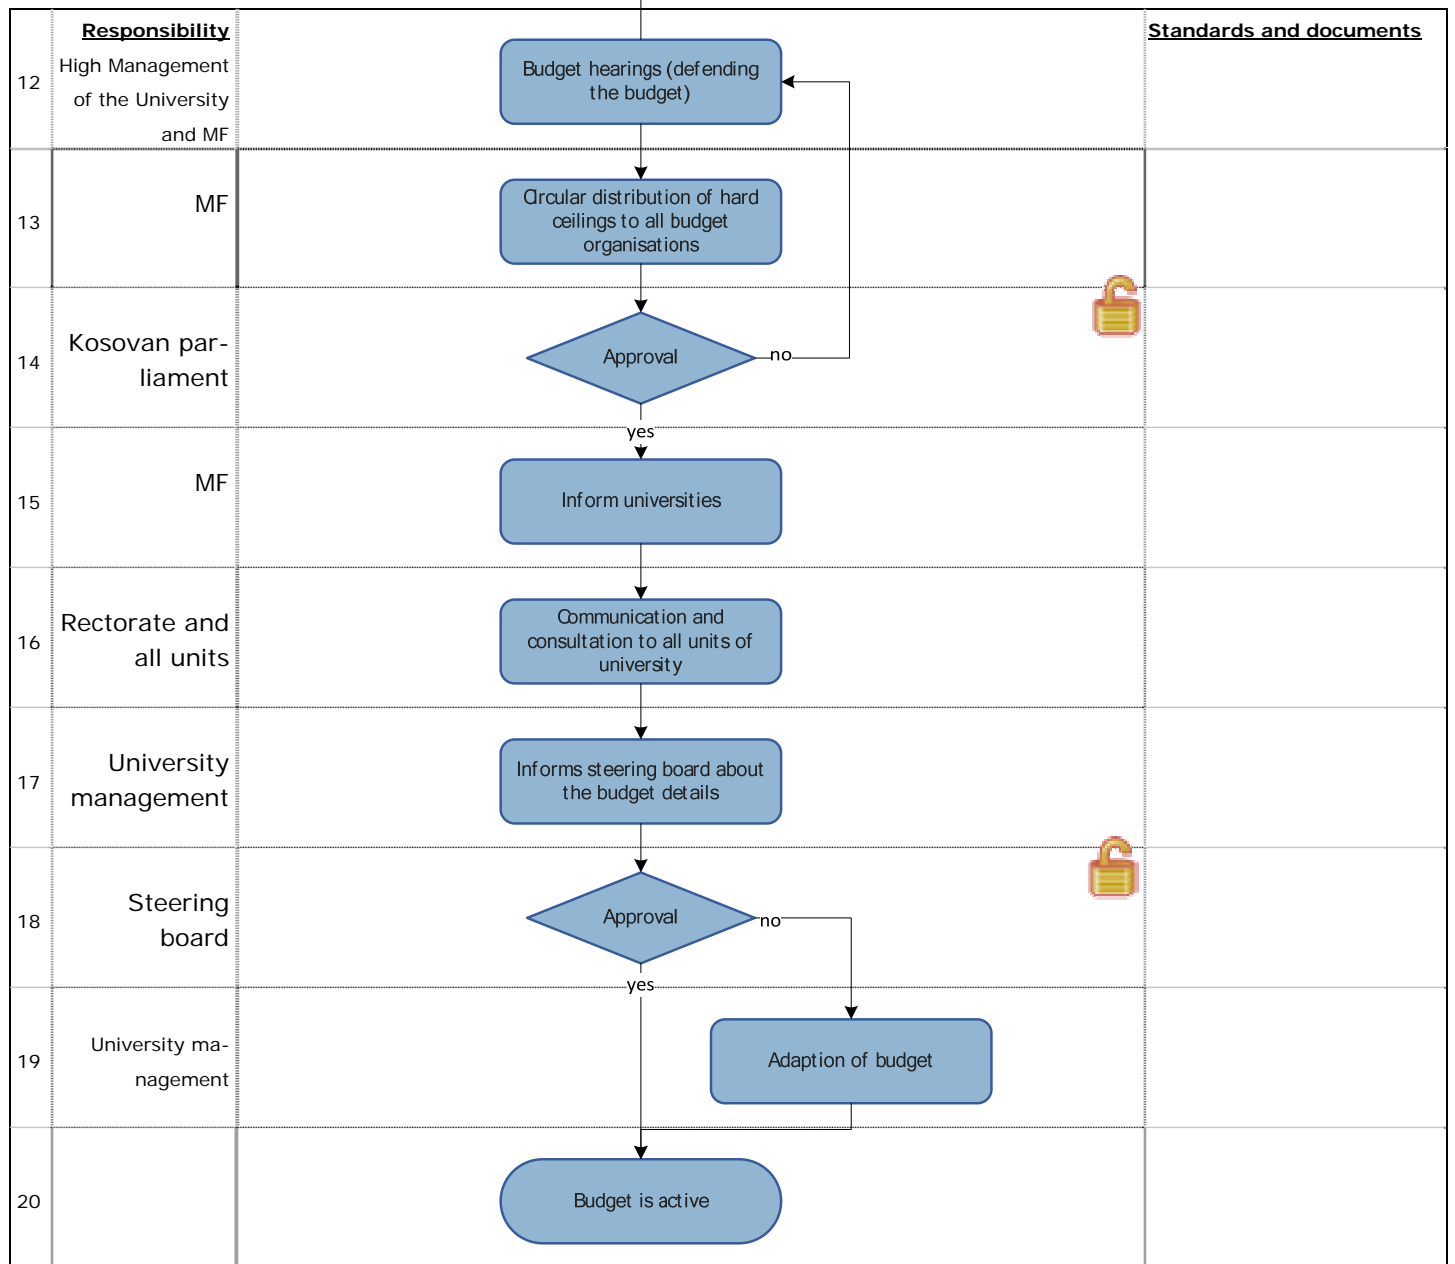 Responsibility
Standards and documents
12
High Management
of the University
and MF
Budget hearings (defending
the budget)
13
MF
Circular distribution of hard
ceilings to all budget
organisations
14
Kosovan par-
liament
Approval
no
yes
15
MF
Inform universities
16
Rectorate and
all units
Communication and
consultation to all units of
university
17
University
management
Informs steering board about
the budget details
18
Steering
board
Approval
no
yes
19
University ma-
nagement
Adaption of budget
20
Budget is active